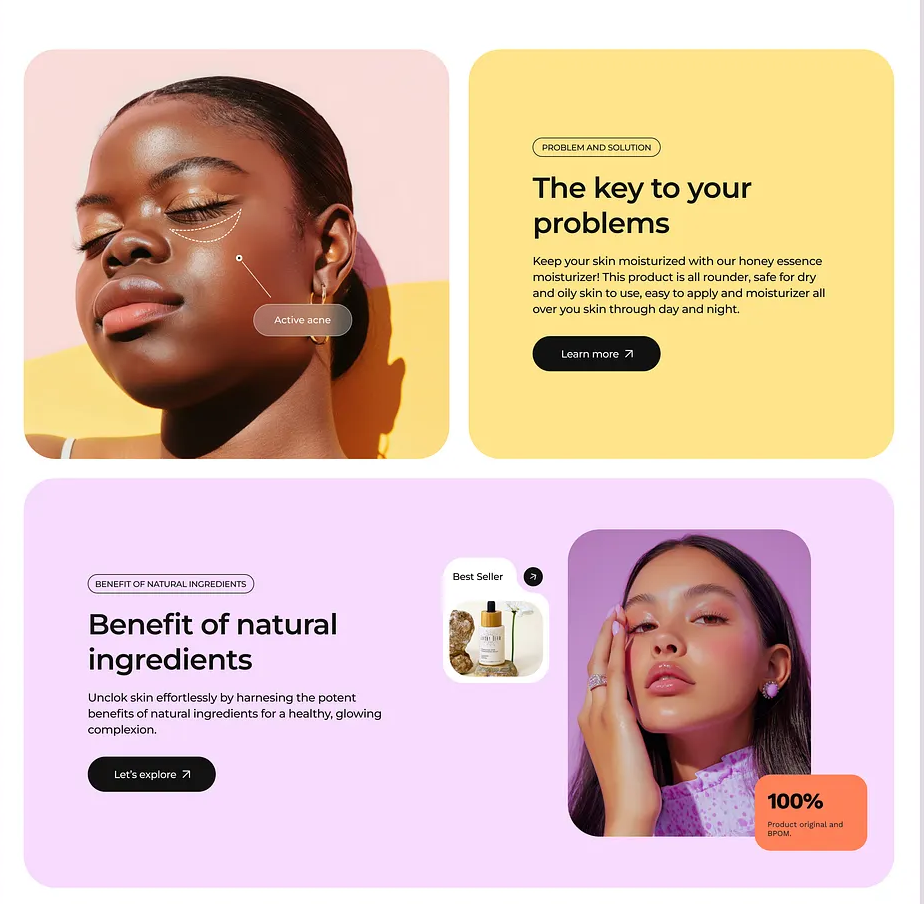 Active acne
PROBLEM AND SOLUTION
The key to your
problems
Keep your skin moisturized with our honey essence
moisturizer! This product is all rounder, safe for dry
and oily skin to use, easy to apply and moisturizer all
over you skin through day and night.
Learn more
BENEFIT OF NATURAL INGREDIENTS
Benefit of natural
ingredients
Unclok skin effortlessly by harnesing the potent
benefits of natural ingredients for a healthy, glowing
complexion.
Let's explore
Best Seller
100%
Product original and
BPOM.